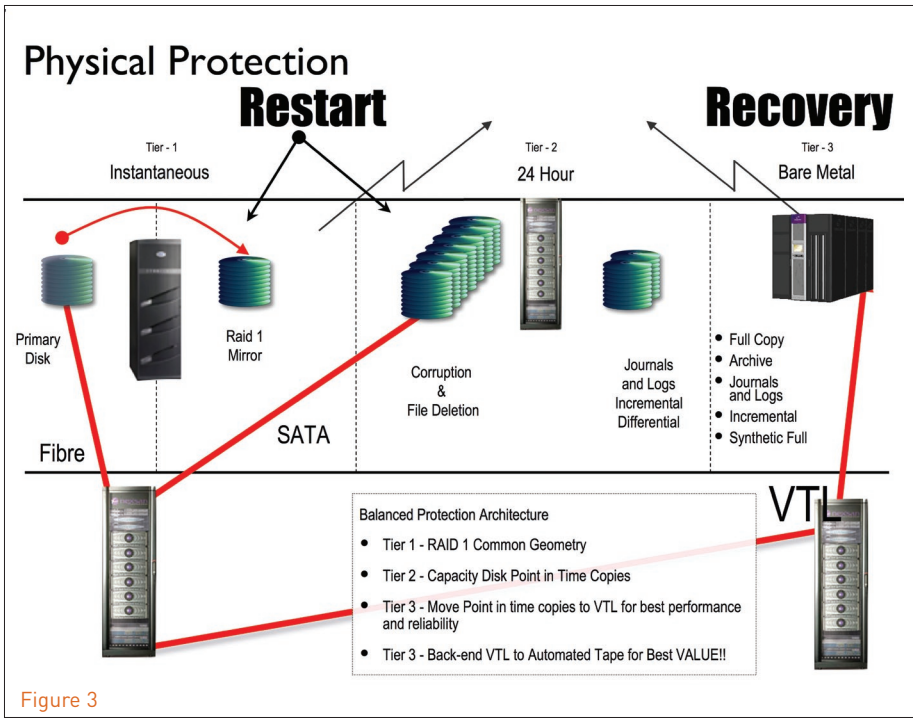 Physical Protection
Restart
Recovery
Tier - 1
Instantaneous
Tier - 2
24 Hour
Tier - 3
Bare Metal
Primary
Disk
Raid 1
Mirror
Corruption
&
File Deletion
Journals
and Logs
Incremental
Differential
• Full Copy
• Archive
• Journals
and Logs
• Incremental
• Synthetic Full
Fibre
SATA
VTL
Balanced Protection Architecture
• Tier 1 - RAID 1 Common Geometry
• Tier 2 - Capacity Disk Point in Time Copies
• Tier 3 - Move Point in time copies to VTL for best performance
and reliability
• Tier 3 - Back-end VTL to Automated Tape for Best VALUE!!
Figure 3